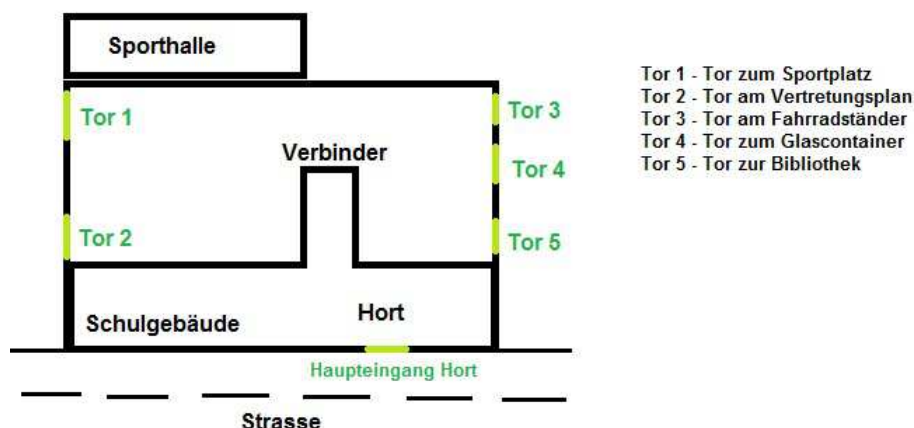 Sporthalle
Tor 1
Verbinder
Tor 2
Schulgebäude
Hort
Haupteingang Hort
Strasse
Tor 3
Tor 4
Tor 5
Tor 1 - Tor zum Sportplatz
Tor 2 - Tor am Vertretungsplan
Tor 3 - Tor am Fahrradständer
Tor 4 - Tor zum Glascontainer
Tor 5 - Tor zur Bibliothek